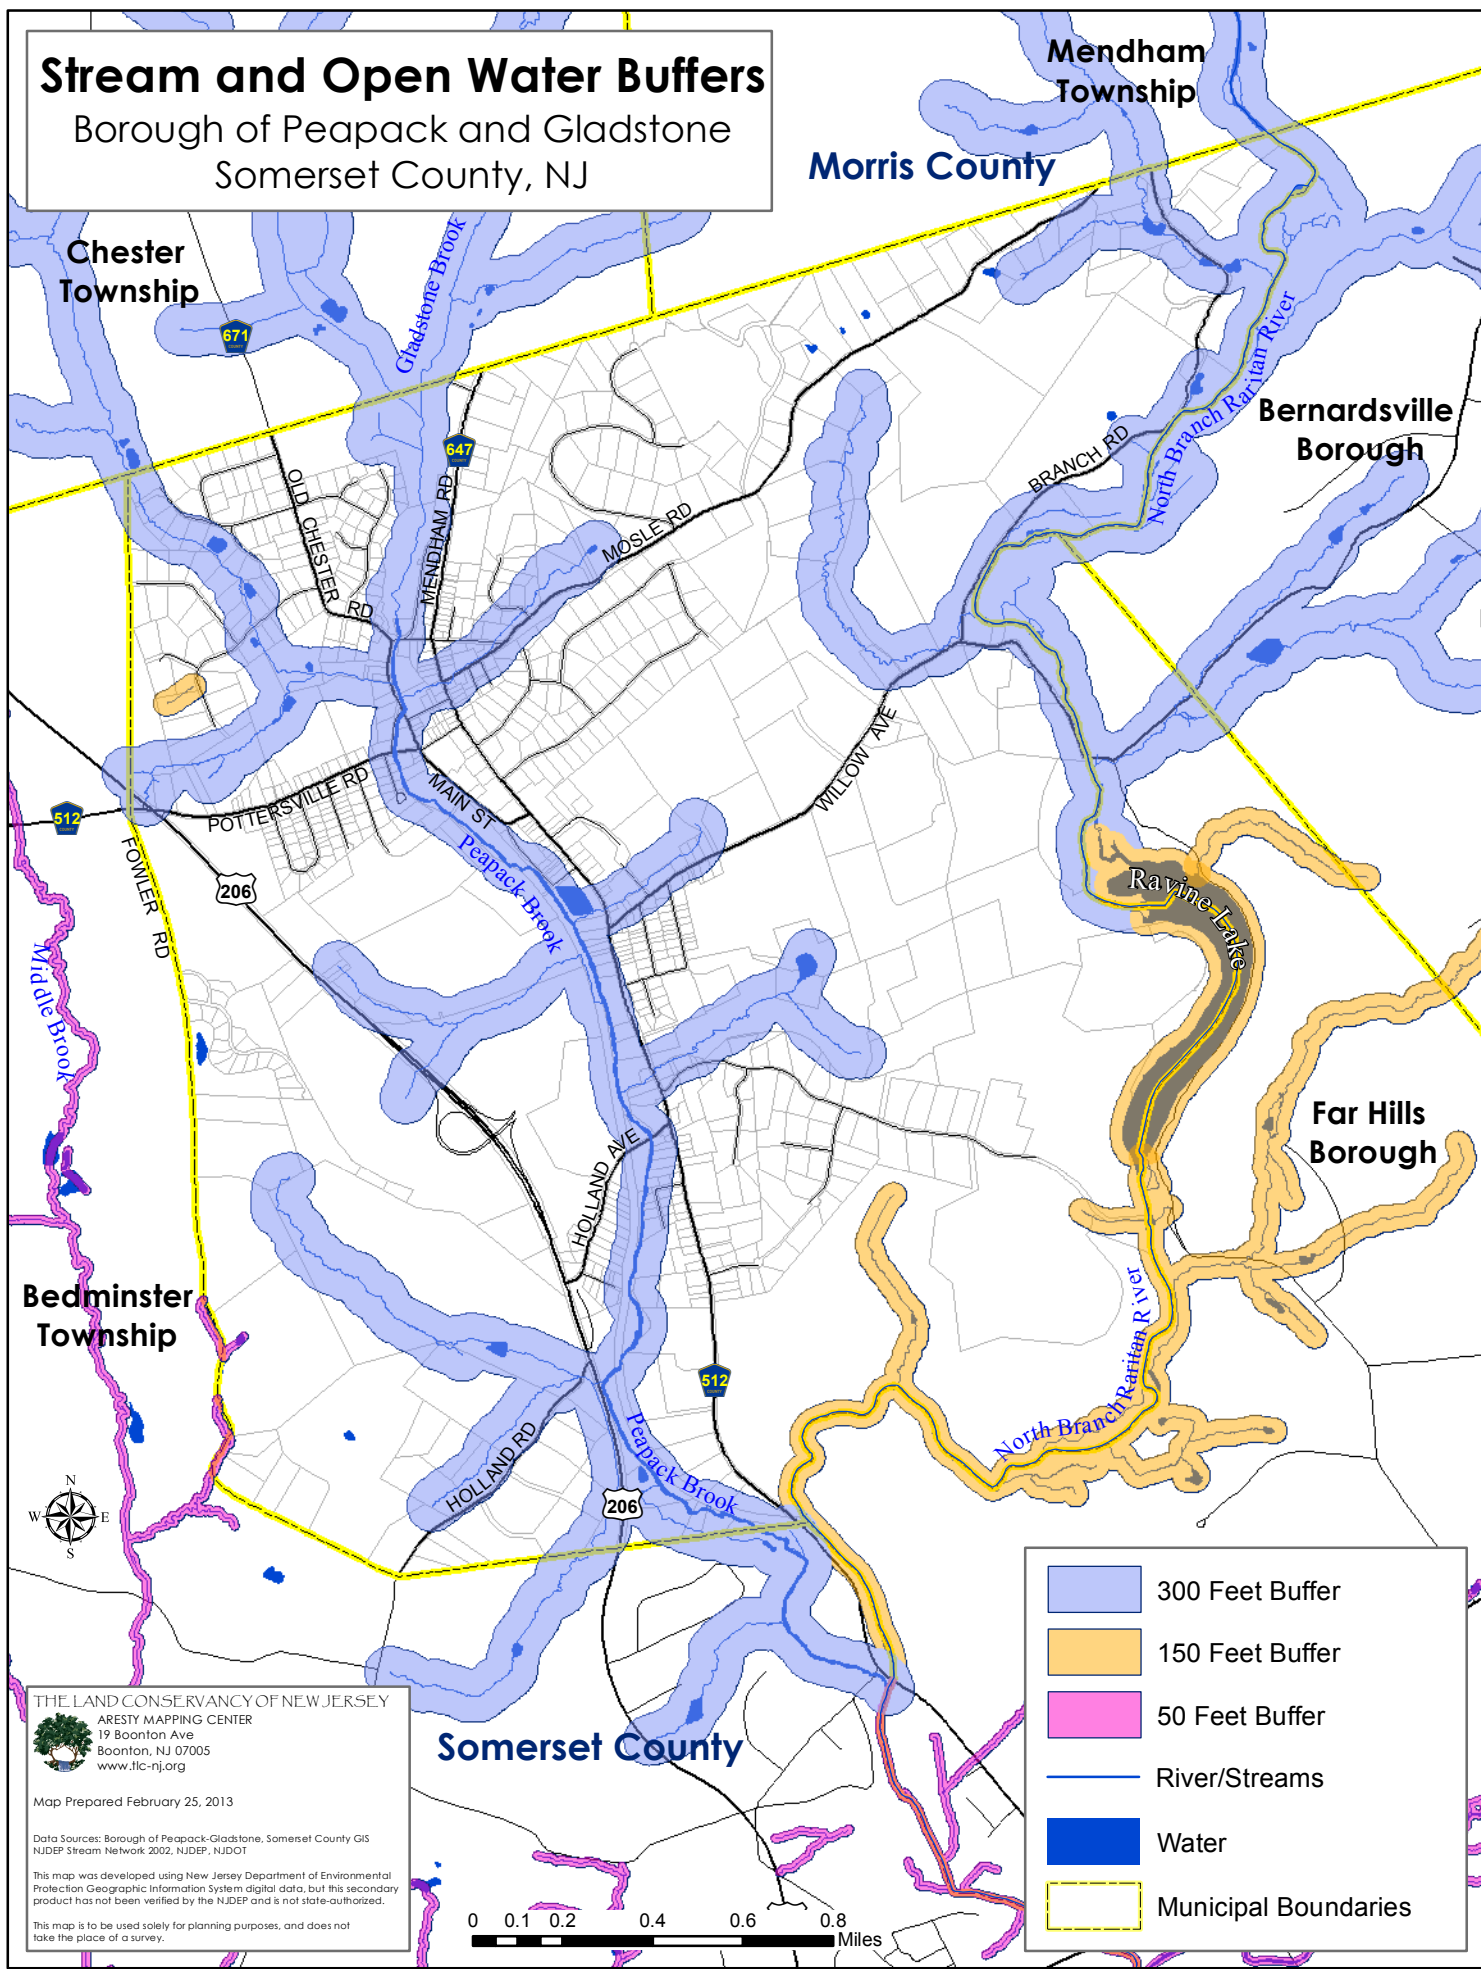 Stream and Open Water Buffers
Borough of Peapack and Gladstone
Somerset County, NJ
Mendham
Township
Morris County
Chester
Township
Gladstone Brook
671
COUNTY
North Branch Raritan River
Bernardsville
Borough
647
COUNTY
OLD CHESTER RD
MENDHAM RD
MOSLE RD
BRANCH RD
WILLOW AVE
512
COUNTY
POTTERSVILLE RD
MAIN ST
Peapack Brook
FOWLER RD
206
Ravine Lake
Middle Brook
Far Hills
Borough
HOLLAND AVE
Bedminster
Township
North Branch Raritan River
512
COUNTY
HOLLAND RD
Peapack Brook
206
N
W
E
S
300 Feet Buffer
150 Feet Buffer
50 Feet Buffer
River/Streams
Water
Municipal Boundaries
Somerset County
THE LAND CONSERVANCY OF NEW JERSEY
ARESTY MAPPING CENTER
19 Boonton Ave
Boonton, NJ 07005
www.tlc-nj.org
Map Prepared February 25, 2013
Data Sources: Borough of Peapack-Gladstone, Somerset County GIS
NJDEP Stream Network 2002, NJDEP, NJDOT
This map was developed using New Jersey Department of Environmental
Protection Geographic Information System digital data, but this secondary
product has not been verified by the NJDEP and is not state-authorized.
This map is to be used solely for planning purposes, and does not
take the place of a survey.
0 0.1 0.2 0.4 0.6 0.8
Miles